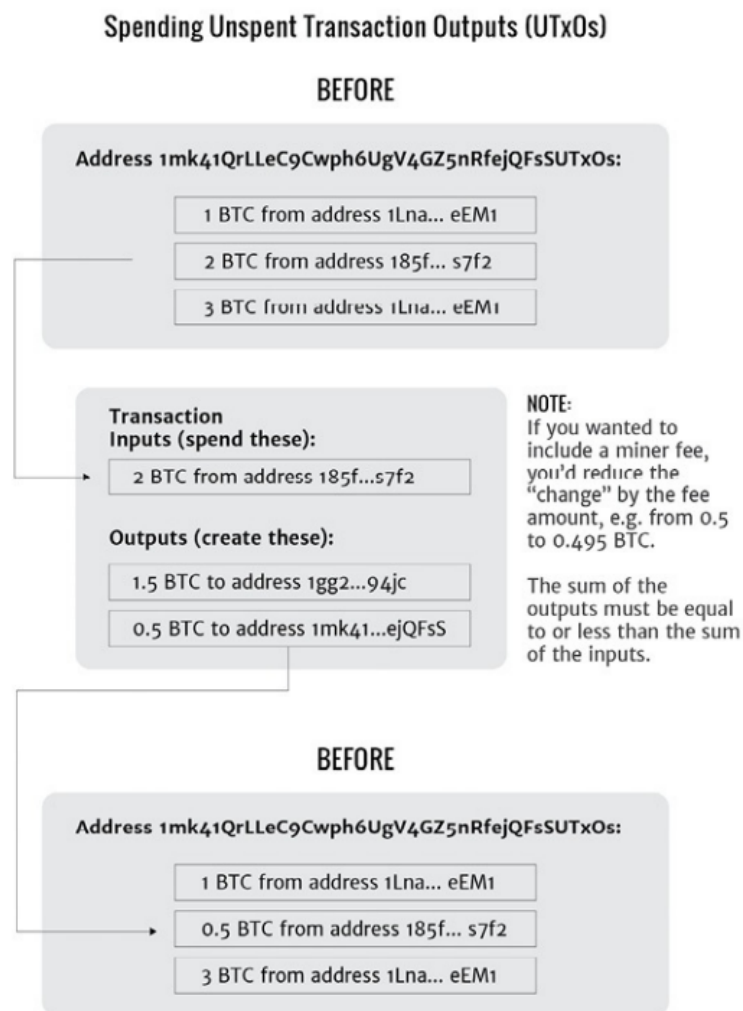 Spending Unspent Transaction Outputs (UTxOs)
BEFORE
Address 1mk41QrLLeC9Cwph6UgV4GZ5nRfejQFsSUTxOs:
1 BTC from address 1Lna... eEM1
2 BTC from address 185f... s7f2
3 BTC from address 1Lna... eEM1
Transaction
Inputs (spend these):
2 BTC from address 185f...s7f2
Outputs (create these):
1.5 BTC to address 1gg2...94jc
0.5 BTC to address 1mk41...ejQFsS
NOTE:
If you wanted to
include a miner fee,
you'd reduce the
“change” by the fee
amount, e.g. from 0.5
to 0.495 BTC.
The sum of the
outputs must be equal
to or less than the sum
of the inputs.
BEFORE
Address 1mk41QrLLeC9Cwph6UgV4GZ5nRfejQFsSUTxOs:
1 BTC from address 1Lna... eEM1
0.5 BTC from address 185f... s7f2
3 BTC from address 1Lna... eEM1